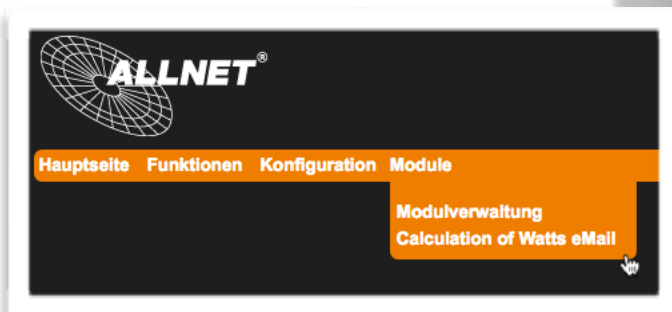 ALLNET®
Hauptseite Funktionen Konfiguration Module
Modulverwaltung
Calculation of Watts eMail